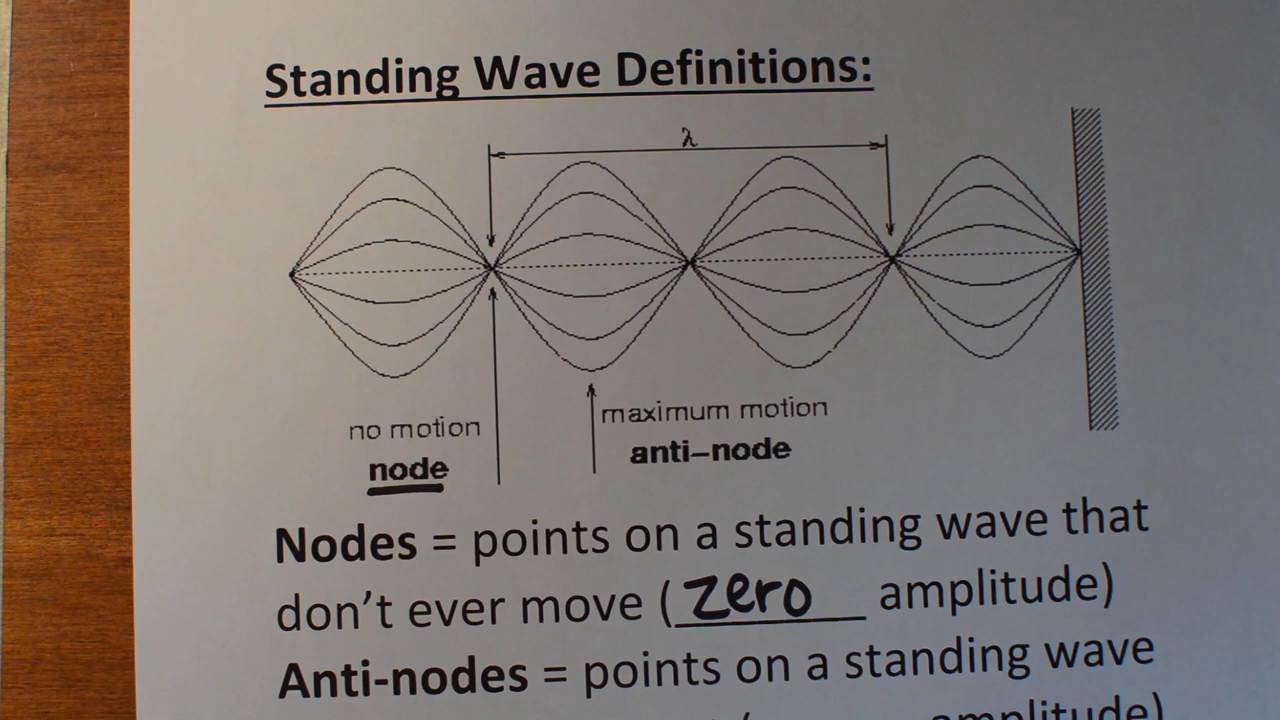 Standing Wave Definitions:
λ
no motion
node
maximum motion
anti–node
Nodes = points on a standing wave that
don't ever move (zero amplitude)
Anti-nodes = points on a standing wave
( amplitude)